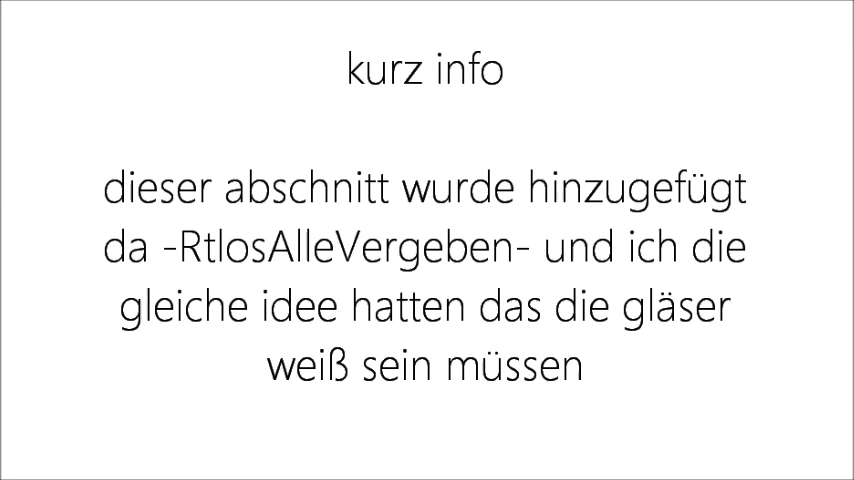 kurz info
dieser abschnitt wurde hinzugefügt
da -RtlosAlleVergeben- und ich die
gleiche idee hatten das die gläser
weiß sein müssen